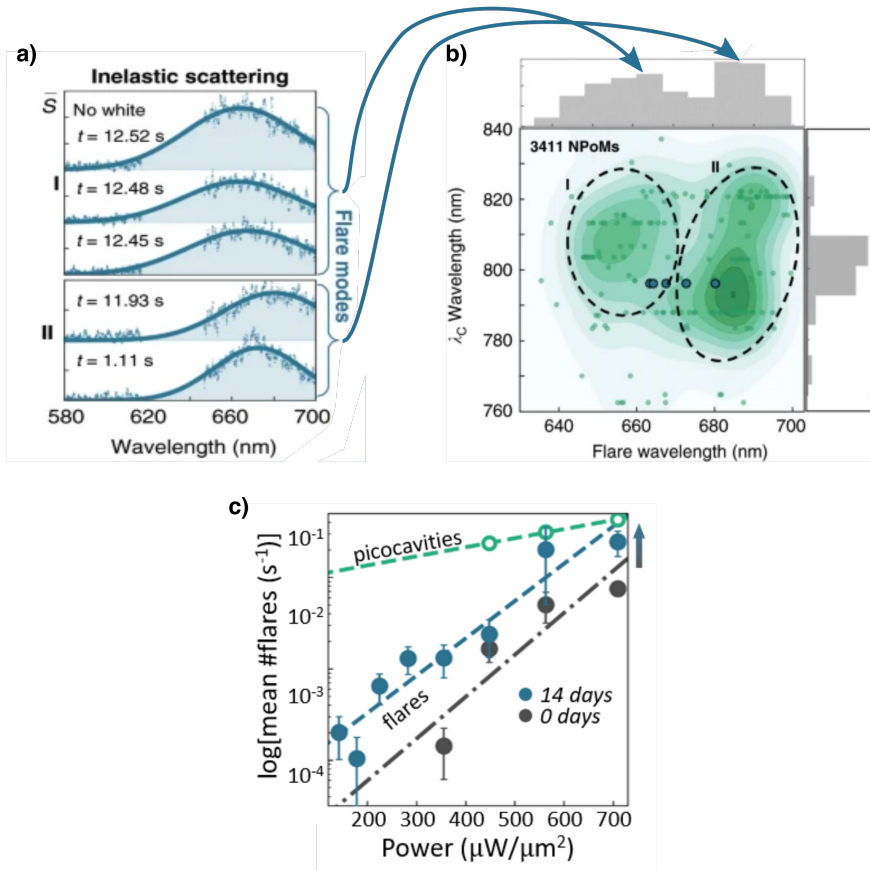 a)
Inelastic scattering
S̅
No white
t = 12.52 s
I
t = 12.48 s
t = 12.45 s
II
t = 11.93 s
t = 1.11 s
Flare modes
580 620 660 700
Wavelength (nm)
b)
3411 NPoMs
I
II
840
820
800
780
760
λC Wavelength (nm)
640 660 680 700
Flare wavelength (nm)
c)
picocavities
flares
14 days
0 days
10⁻¹
10⁻²
10⁻³
10⁻⁴
log[mean #flares (s⁻¹)]
200 300 400 500 600 700
Power (μW/μm²)